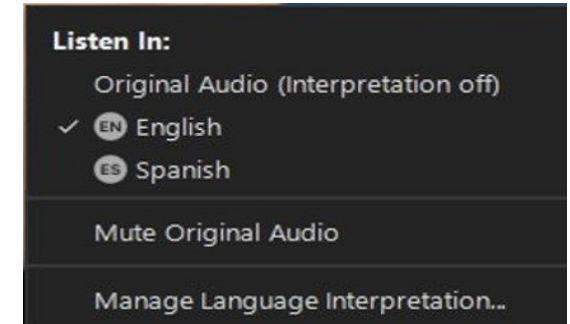 Listen In:
Original Audio (Interpretation off)
EN English
ES Spanish
Mute Original Audio
Manage Language Interpretation...